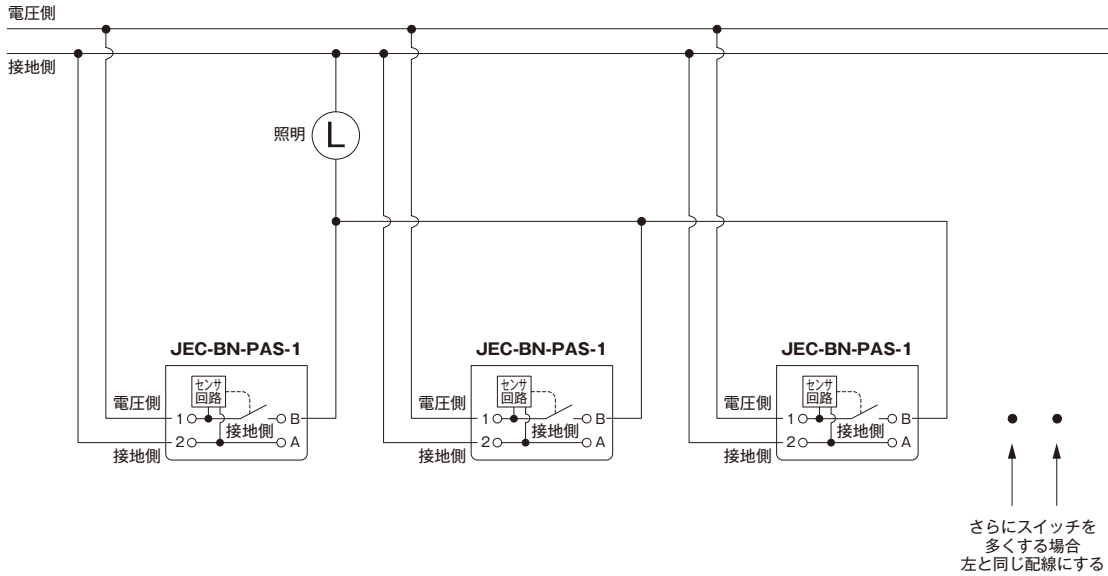 電圧側
接地側
照明
L
JEC-BN-PAS-1
センサ
回路
電圧側
1
B
接地側
2
A
接地側
JEC-BN-PAS-1
センサ
回路
電圧側
1
B
接地側
2
A
接地側
JEC-BN-PAS-1
センサ
回路
電圧側
1
B
接地側
2
A
接地側
さらにスイッチを
多くする場合
左と同じ配線にする